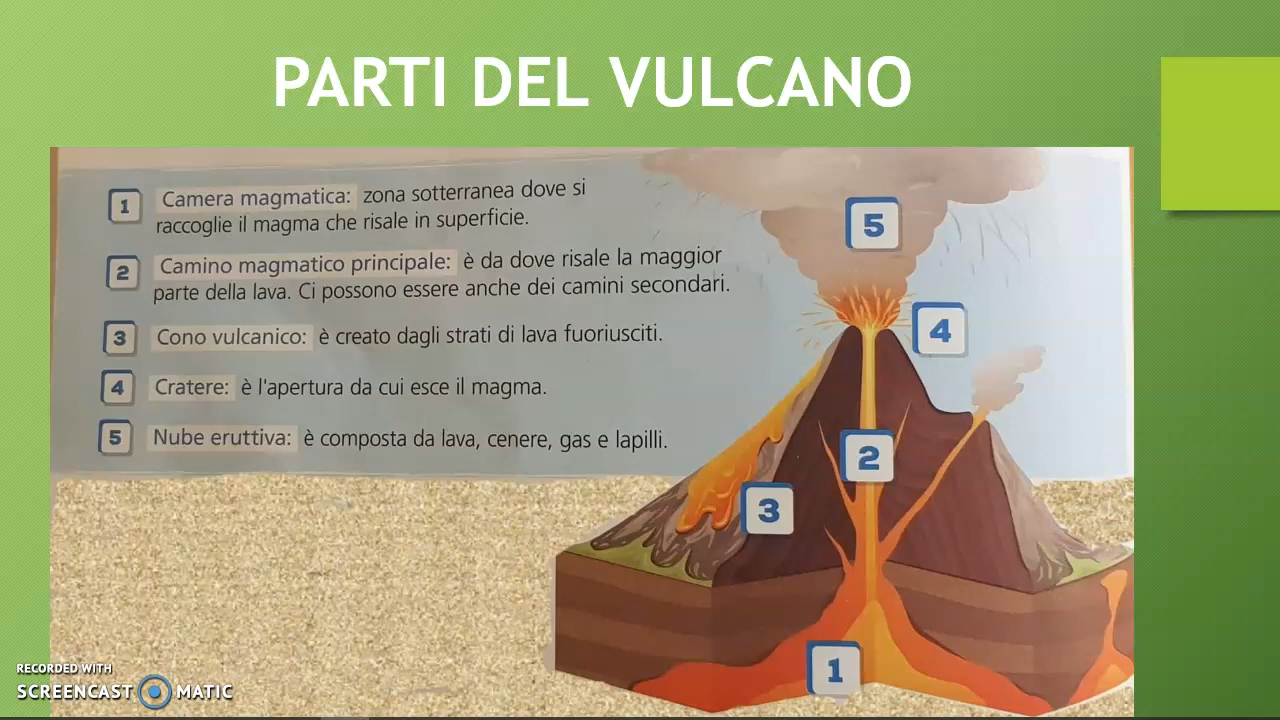 PARTI DEL VULCANO
1 Camera magmatica: zona sotterranea dove si
raccoglie il magma che risale in superficie.
2 Camino magmatico principale: è da dove risale la maggior
parte della lava. Ci possono essere anche dei camini secondari.
3 Cono vulcanico: è creato dagli strati di lava fuoriusciti.
4 Cratere: è l'apertura da cui esce il magma.
5 Nube eruttiva: è composta da lava, cenere, gas e lapilli.
5
4
2
3
1
RECORDED WITH
SCREENCAST MATIC